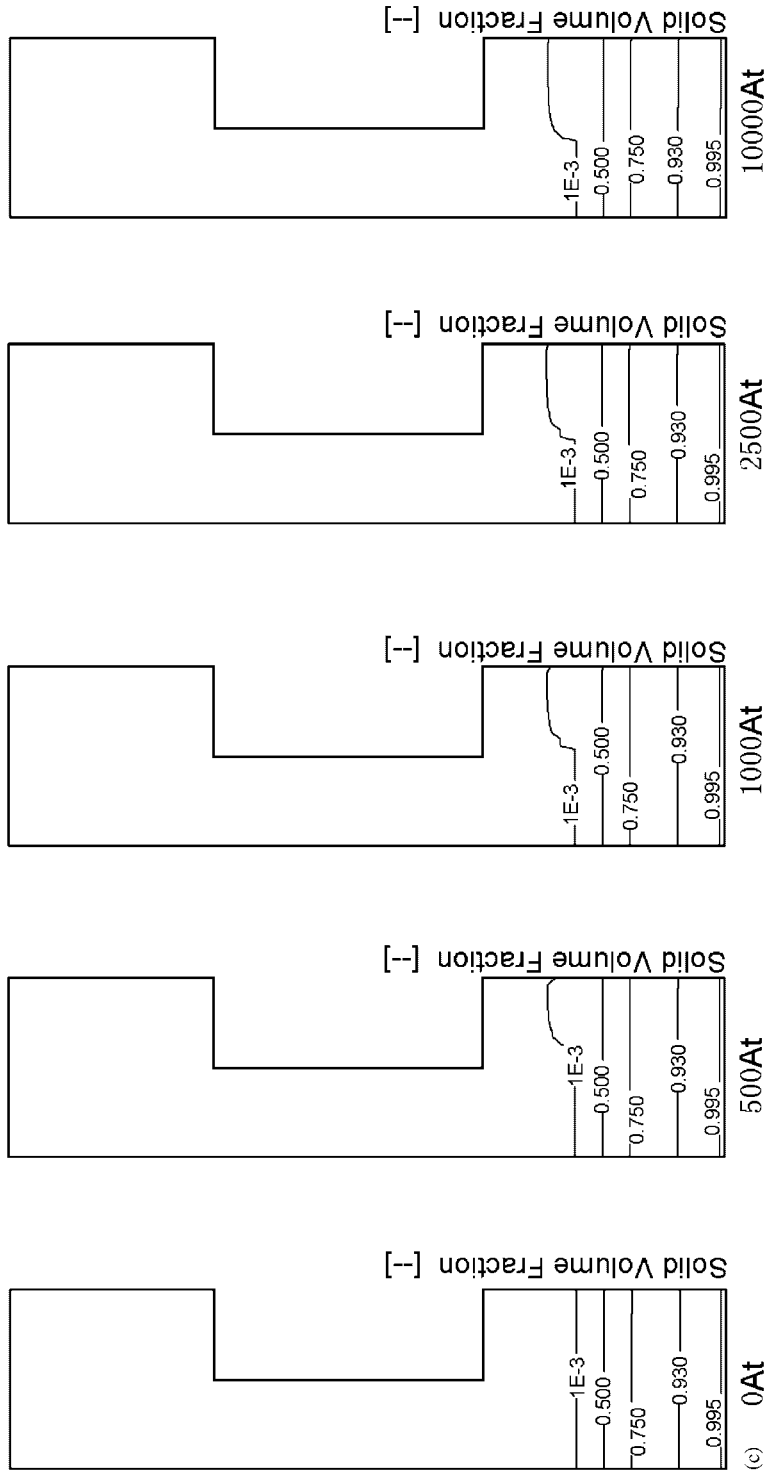 Solid Volume Fraction [--]
1E-3
0.500
0.750
0.930
0.995
10000At
Solid Volume Fraction [--]
1E-3
0.500
0.750
0.930
0.995
2500At
Solid Volume Fraction [--]
1E-3
0.500
0.750
0.930
0.995
1000At
Solid Volume Fraction [--]
1E-3
0.500
0.750
0.930
0.995
500At
Solid Volume Fraction [--]
1E-3
0.500
0.750
0.930
0.995
(c) 0At